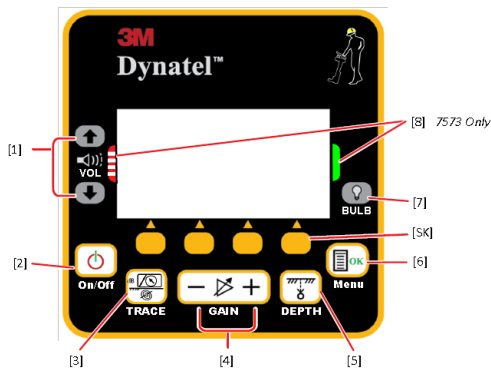 3M
Dynatel™
[1]
VOL
[8] 7573 Only
BULB
[7]
[SK]
[2]
On/Off
OK
Menu
[6]
dB
TRACE
GAIN
DEPTH
[3]
[4]
[5]